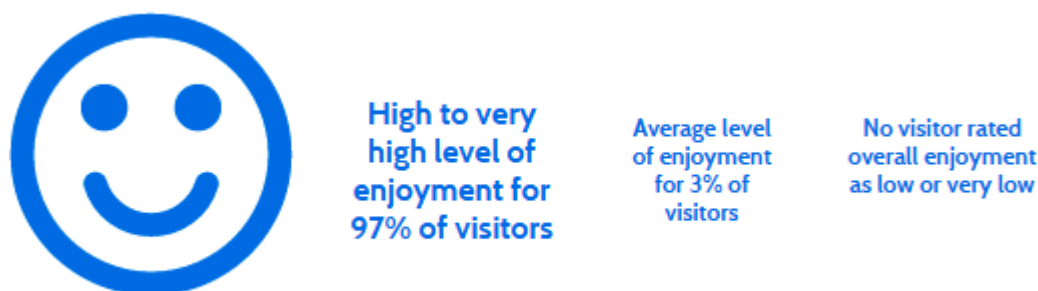 High to very
high level of
enjoyment for
97% of visitors
Average level
of enjoyment
for 3% of
visitors
No visitor rated
overall enjoyment
as low or very low